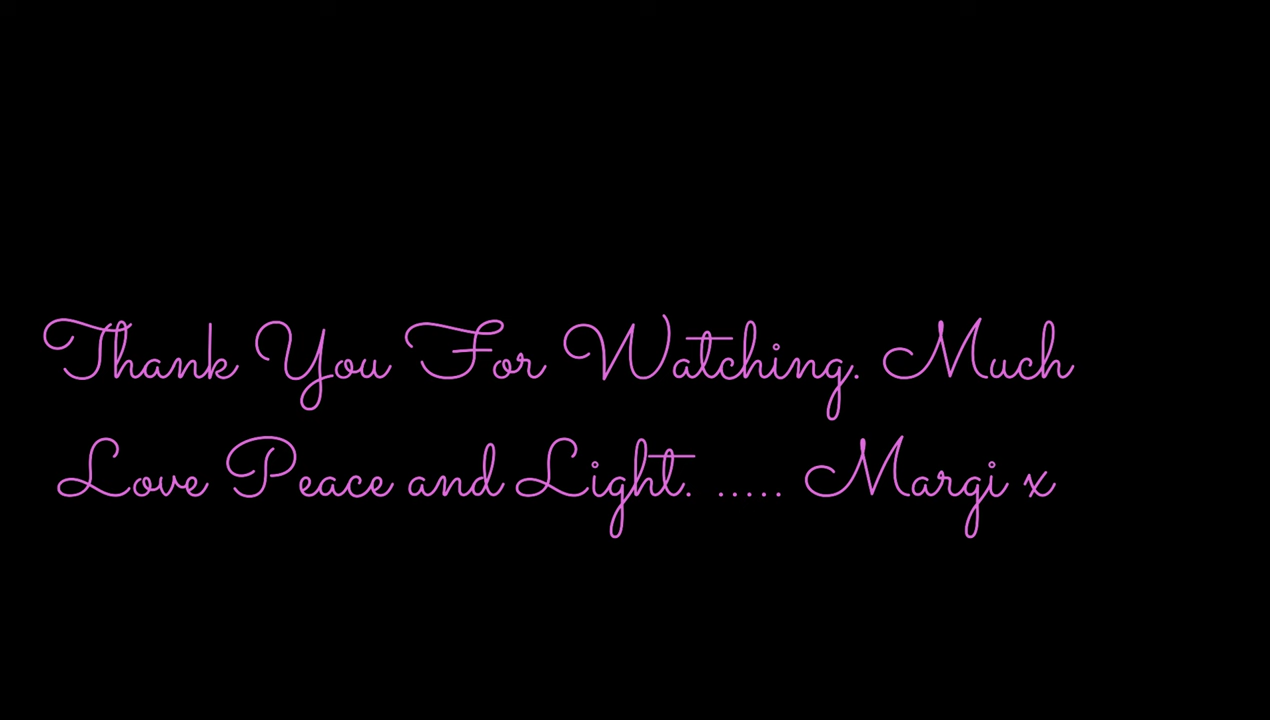 Thank You For Watching. Much
Love Peace and Light. ..... Margi x